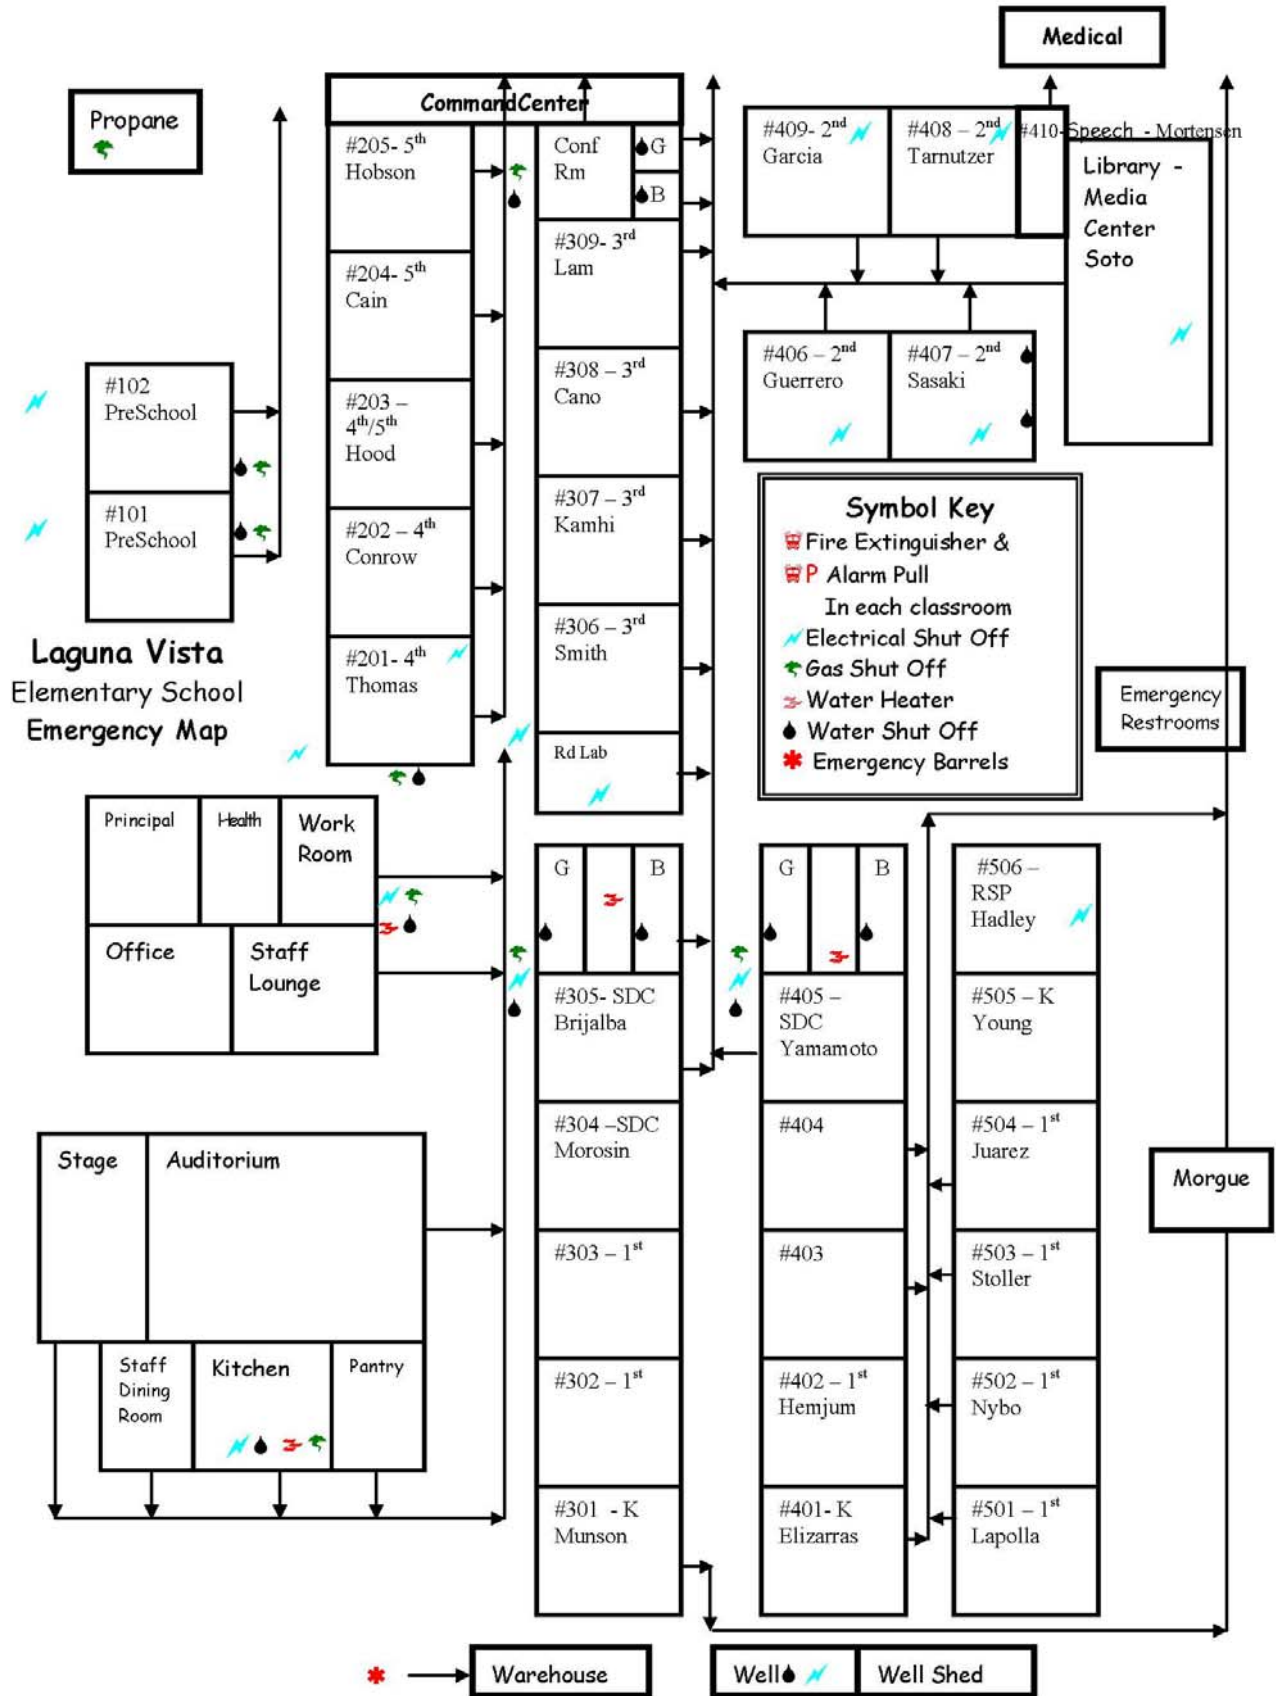 Medical
Propane
CommandCenter
#205- 5th
Hobson
Conf
Rm
G
B
#409- 2nd
Garcia
#408 – 2nd
Tarnutzer
#410-Speech - Mortensen
Library -
Media
Center
Soto
#204- 5th
Cain
#309- 3rd
Lam
#102
PreSchool
#203 –
4th/5th
Hood
#308 – 3rd
Cano
#406 – 2nd
Guerrero
#407 – 2nd
Sasaki
#101
PreSchool
#202 – 4th
Conrow
#307 – 3rd
Kamhi
Symbol Key
Fire Extinguisher &
P Alarm Pull
In each classroom
Electrical Shut Off
Gas Shut Off
Water Heater
Water Shut Off
Emergency Barrels
Laguna Vista
Elementary School
Emergency Map
#201- 4th
Thomas
#306 – 3rd
Smith
Rd Lab
Emergency
Restrooms
Principal
Health
Work
Room
Office
Staff
Lounge
G
B
G
B
#506 –
RSP
Hadley
#305- SDC
Brijalba
#405 –
SDC
Yamamoto
#505 – K
Young
Stage
Auditorium
#304 –SDC
Morosin
#404
#504 – 1st
Juarez
Morgue
#303 – 1st
#403
#503 – 1st
Stoller
Staff
Dining
Room
Kitchen
Pantry
#302 – 1st
#402 – 1st
Hemjum
#502 – 1st
Nybo
#301 - K
Munson
#401- K
Elizarras
#501 – 1st
Lapolla
Warehouse
Well
Well Shed